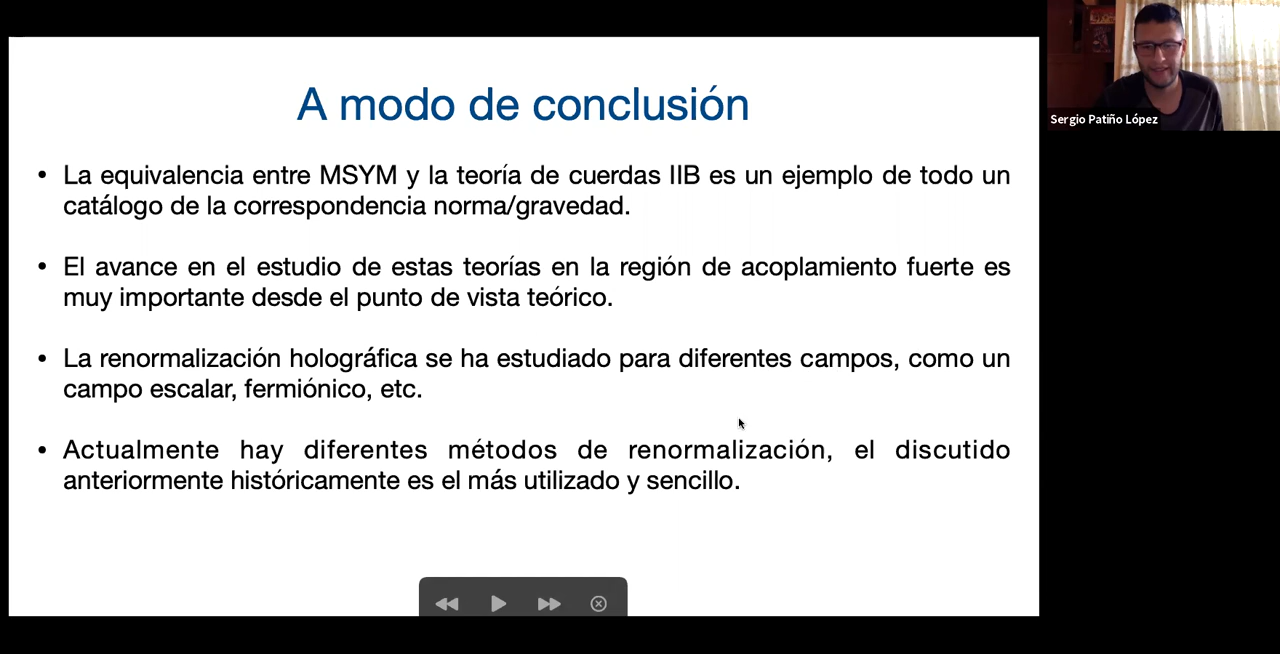 A modo de conclusión
Sergio Patiño López
• La equivalencia entre MSYM y la teoría de cuerdas IIB es un ejemplo de todo un
catálogo de la correspondencia norma/gravedad.
• El avance en el estudio de estas teorías en la región de acoplamiento fuerte es
muy importante desde el punto de vista teórico.
• La renormalización holográfica se ha estudiado para diferentes campos, como un
campo escalar, fermiónico, etc.
• Actualmente hay diferentes métodos de renormalización, el discutido
anteriormente históricamente es el más utilizado y sencillo.